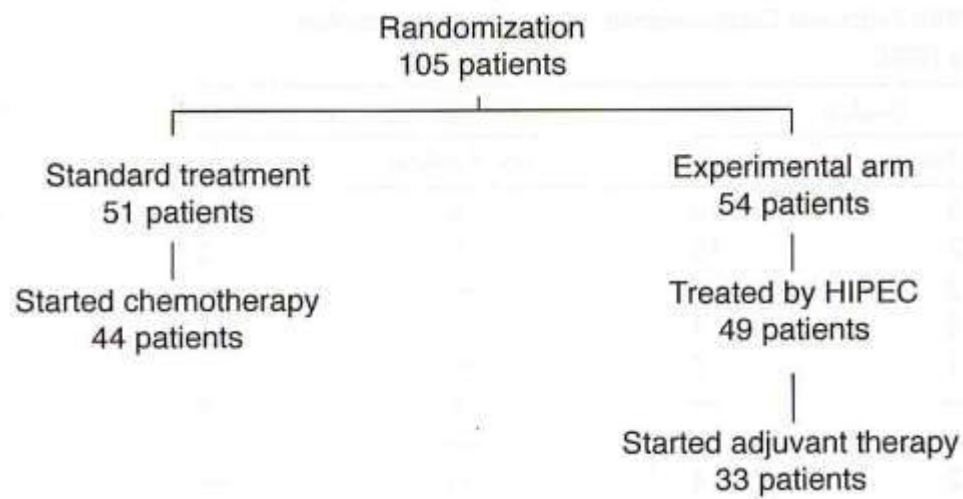 Randomization
105 patients
Standard treatment
51 patients
Experimental arm
54 patients
Started chemotherapy
44 patients
Treated by HIPEC
49 patients
Started adjuvant therapy
33 patients